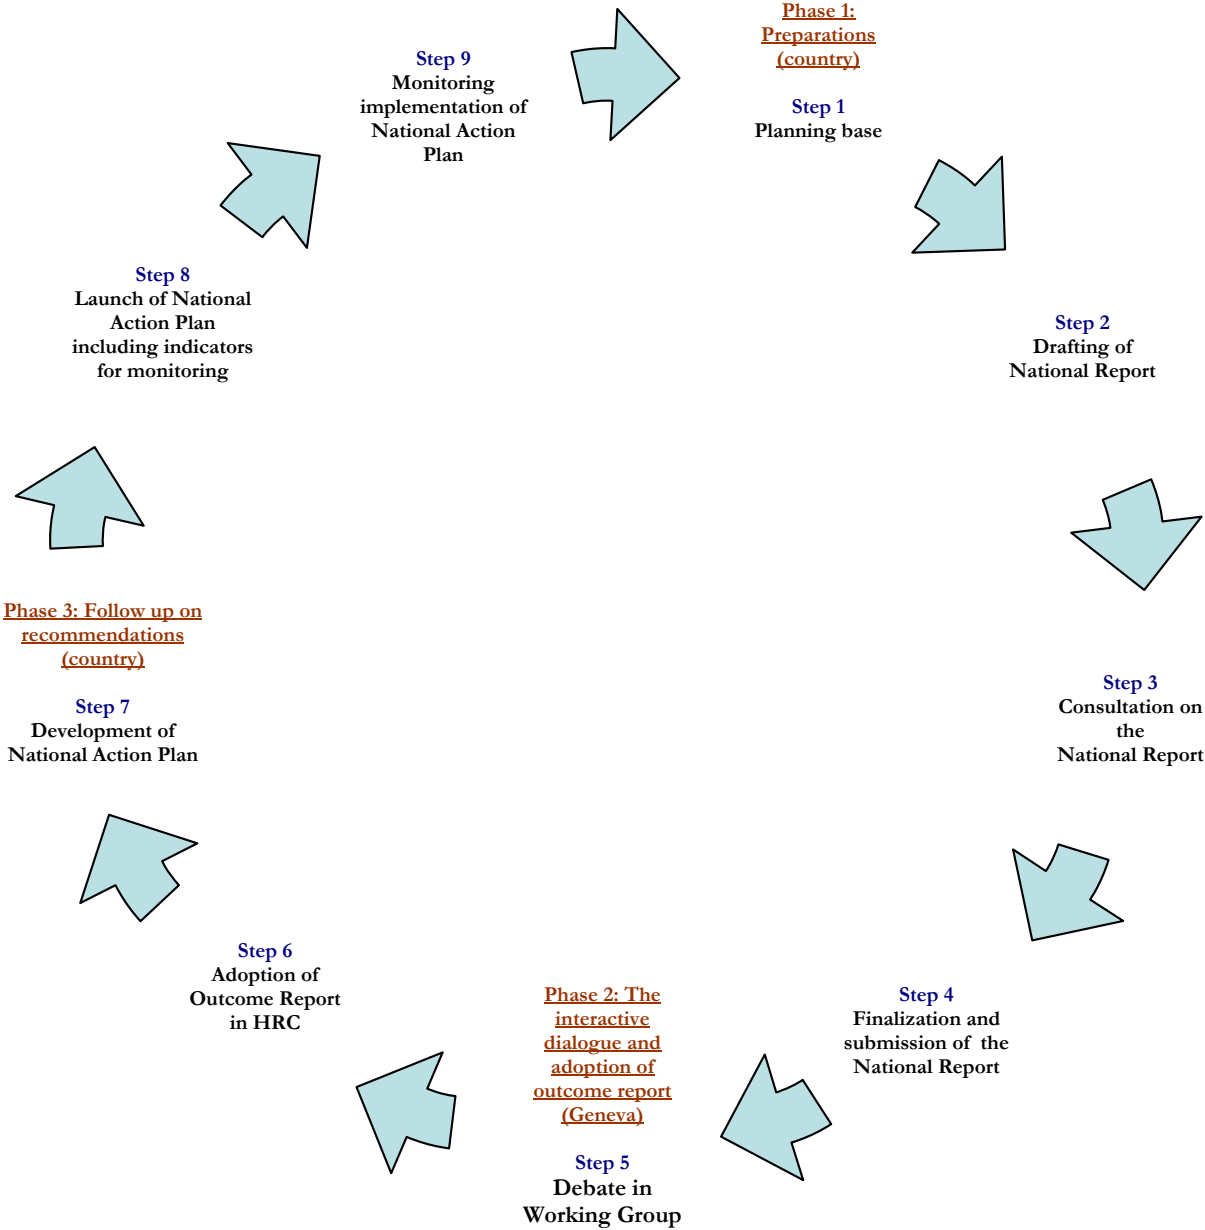 Phase 1:
Preparations
(country)
Step 1
Planning base
Step 2
Drafting of
National Report
Step 3
Consultation on
the
National Report
Step 4
Finalization and
submission of the
National Report
Phase 2: The
interactive
dialogue and
adoption of
outcome report
(Geneva)
Step 5
Debate in
Working Group
Step 6
Adoption of
Outcome Report
in HRC
Phase 3: Follow up on
recommendations
(country)
Step 7
Development of
National Action Plan
Step 8
Launch of National
Action Plan
including indicators
for monitoring
Step 9
Monitoring
implementation of
National Action
Plan